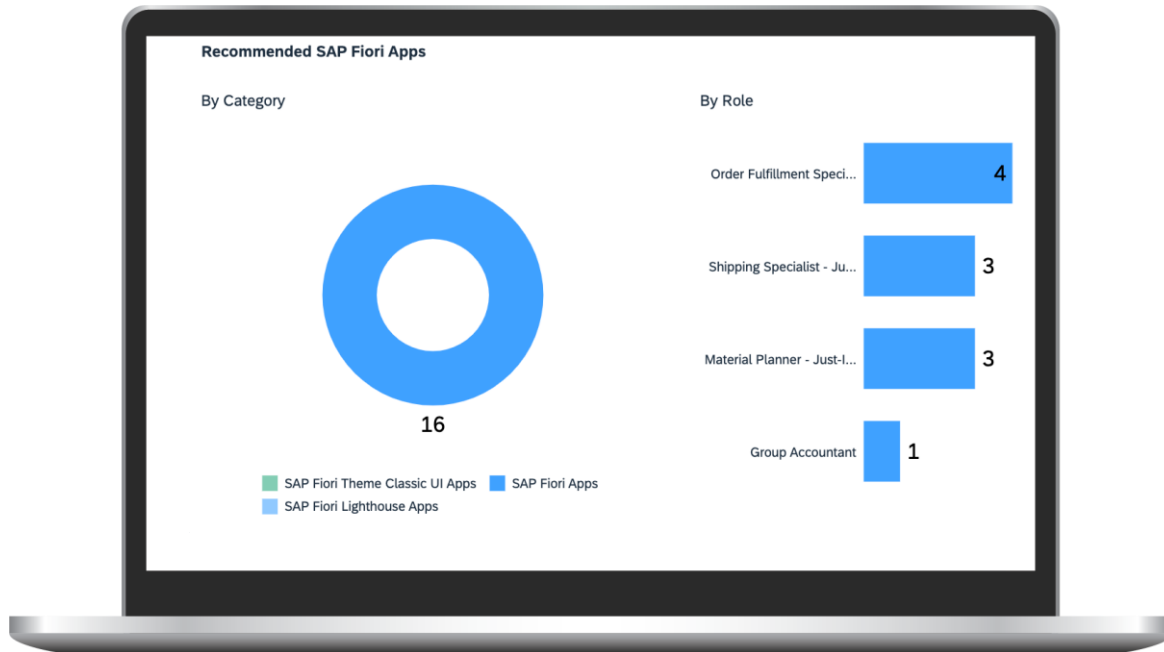 Recommended SAP Fiori Apps
By Category
By Role
16
SAP Fiori Theme Classic UI Apps
SAP Fiori Apps
SAP Fiori Lighthouse Apps
Order Fulfillment Speci...
4
Shipping Specialist - Ju...
3
Material Planner - Just-I...
3
Group Accountant
1